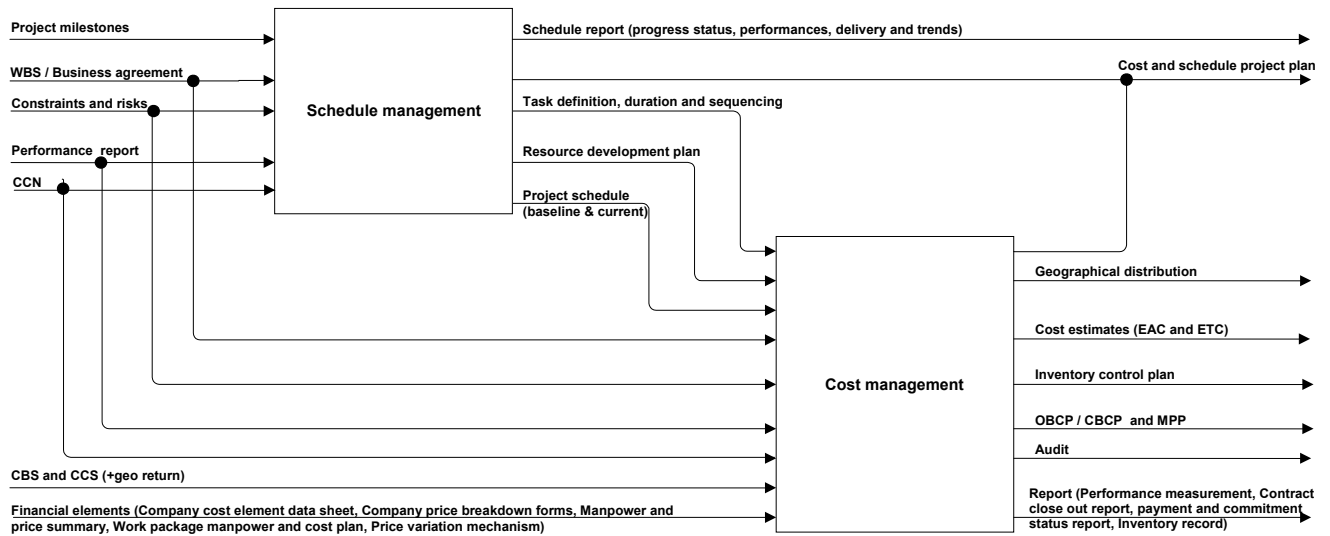 Project milestones
Schedule report (progress status, performances, delivery and trends)
WBS / Business agreement
Cost and schedule project plan
Constraints and risks
Schedule management
Task definition, duration and sequencing
Performance report
Resource development plan
CCN
Project schedule
(baseline & current)
Geographical distribution
Cost estimates (EAC and ETC)
Cost management
Inventory control plan
OBCP / CBCP and MPP
Audit
CBS and CCS (+geo return)
Financial elements (Company cost element data sheet, Company price breakdown forms, Manpower and
price summary, Work package manpower and cost plan, Price variation mechanism)
Report (Performance measurement, Contract
close out report, payment and commitment
status report, Inventory record)